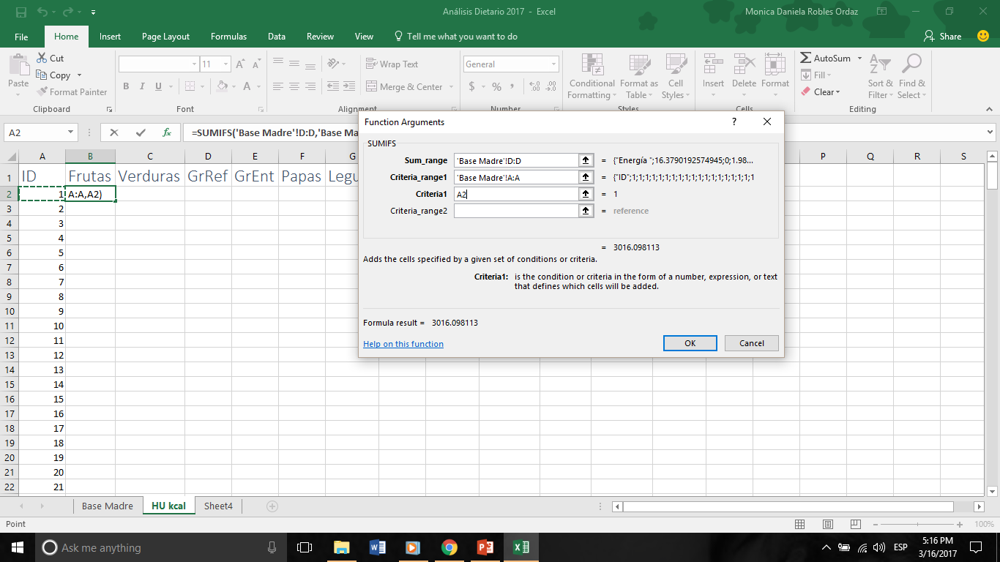 Análisis Dietario 2017 - Excel
Monica Daniela Robles Ordaz
File Home Insert Page Layout Formulas Data Review View Tell me what you want to do Share
Paste
Cut
Copy
Format Painter
Clipboard
11 A A
B I U A
Font
Wrap Text
Merge & Center
Alignment
General
$ % ,
Number
Conditional Formatting
Format as Table
Cell Styles
Styles
Insert Delete Format
Cells
AutoSum
Fill
Clear
Sort & Filter
Find & Select
Editing
A2 fx =SUMIFS('Base Madre'!D:D,'Base Ma
A B C D E F G P Q R S
1 ID Frutas Verduras GrRef GrEnt Papas Legu
2 1 A:A,A2)
3 2
4 3
5 4
6 5
7 6
8 7
9 8
10 9
11 10
12 11
13 12
14 13
15 14
16 15
17 16
18 17
19 18
20 19
21 20
22 21
Function Arguments ?
SUMIFS
Sum_range 'Base Madre'!D:D = {"Energía ";16.3790192574945;0;1.98...
Criteria_range1 'Base Madre'!A:A = {"ID";1;1;1;1;1;1;1;1;1;1;1;1;1;1;1;1;1;1;1
Criteria1 A2 = 1
Criteria_range2 = reference
= 3016.098113
Adds the cells specified by a given set of conditions or criteria.
Criteria1: is the condition or criteria in the form of a number, expression, or text
that defines which cells will be added.
Formula result = 3016.098113
Help on this function
OK Cancel
Base Madre HU kcal Sheet4
Point 100%
Ask me anything
ESP
5:16 PM
3/16/2017